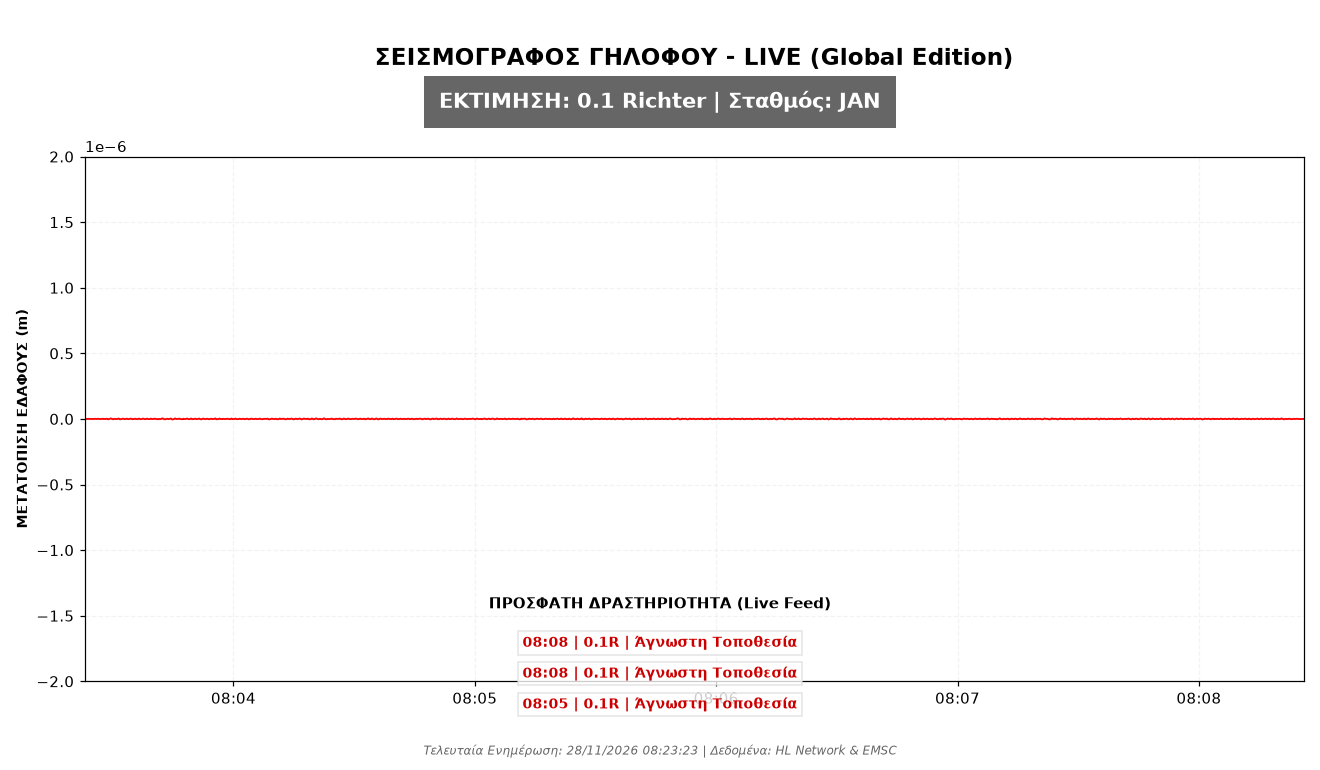 ΣΕΙΣΜΟΓΡΑΦΟΣ ΓΗΛΟΦΟΥ - LIVE (Global Edition)
ΕΚΤΙΜΗΣΗ: 0.1 Richter | Σταθμός: JAN
1e−6
2.0
1.5
1.0
0.5
0.0
−0.5
−1.0
−1.5
−2.0
ΜΕΤΑΤΟΠΙΣΗ ΕΔΑΦΟΥΣ (m)
ΠΡΟΣΦΑΤΗ ΔΡΑΣΤΗΡΙΟΤΗΤΑ (Live Feed)
08:08 | 0.1R | Άγνωστη Τοποθεσία
08:08 | 0.1R | Άγνωστη Τοποθεσία
08:05 | 0.1R | Άγνωστη Τοποθεσία
08:04 08:05 08:06 08:07 08:08
Τελευταία Ενημέρωση: 28/11/2026 08:23:23 | Δεδομένα: HL Network & EMSC